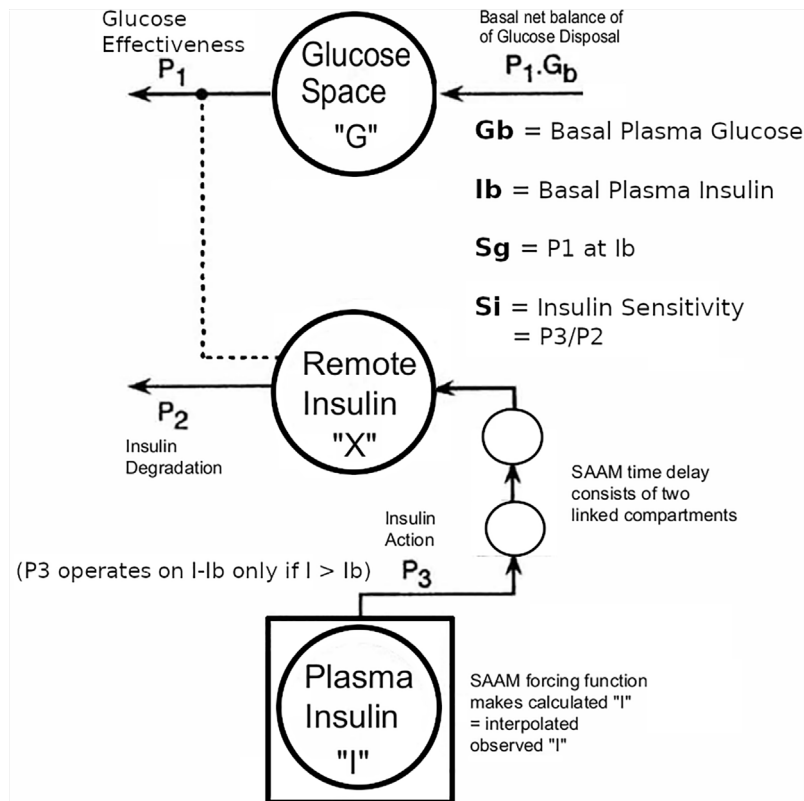 Glucose
Effectiveness
P1
Glucose
Space
"G"
Basal net balance of
of Glucose Disposal
P1.Gb
Gb = Basal Plasma Glucose
Ib = Basal Plasma Insulin
Sg = P1 at Ib
Si = Insulin Sensitivity
= P3/P2
Remote
Insulin
"X"
P2
Insulin
Degradation
SAAM time delay
consists of two
linked compartments
Insulin
Action
(P3 operates on I-Ib only if I > Ib)
P3
Plasma
Insulin
"I"
SAAM forcing function
makes calculated "I"
= interpolated
observed "I"